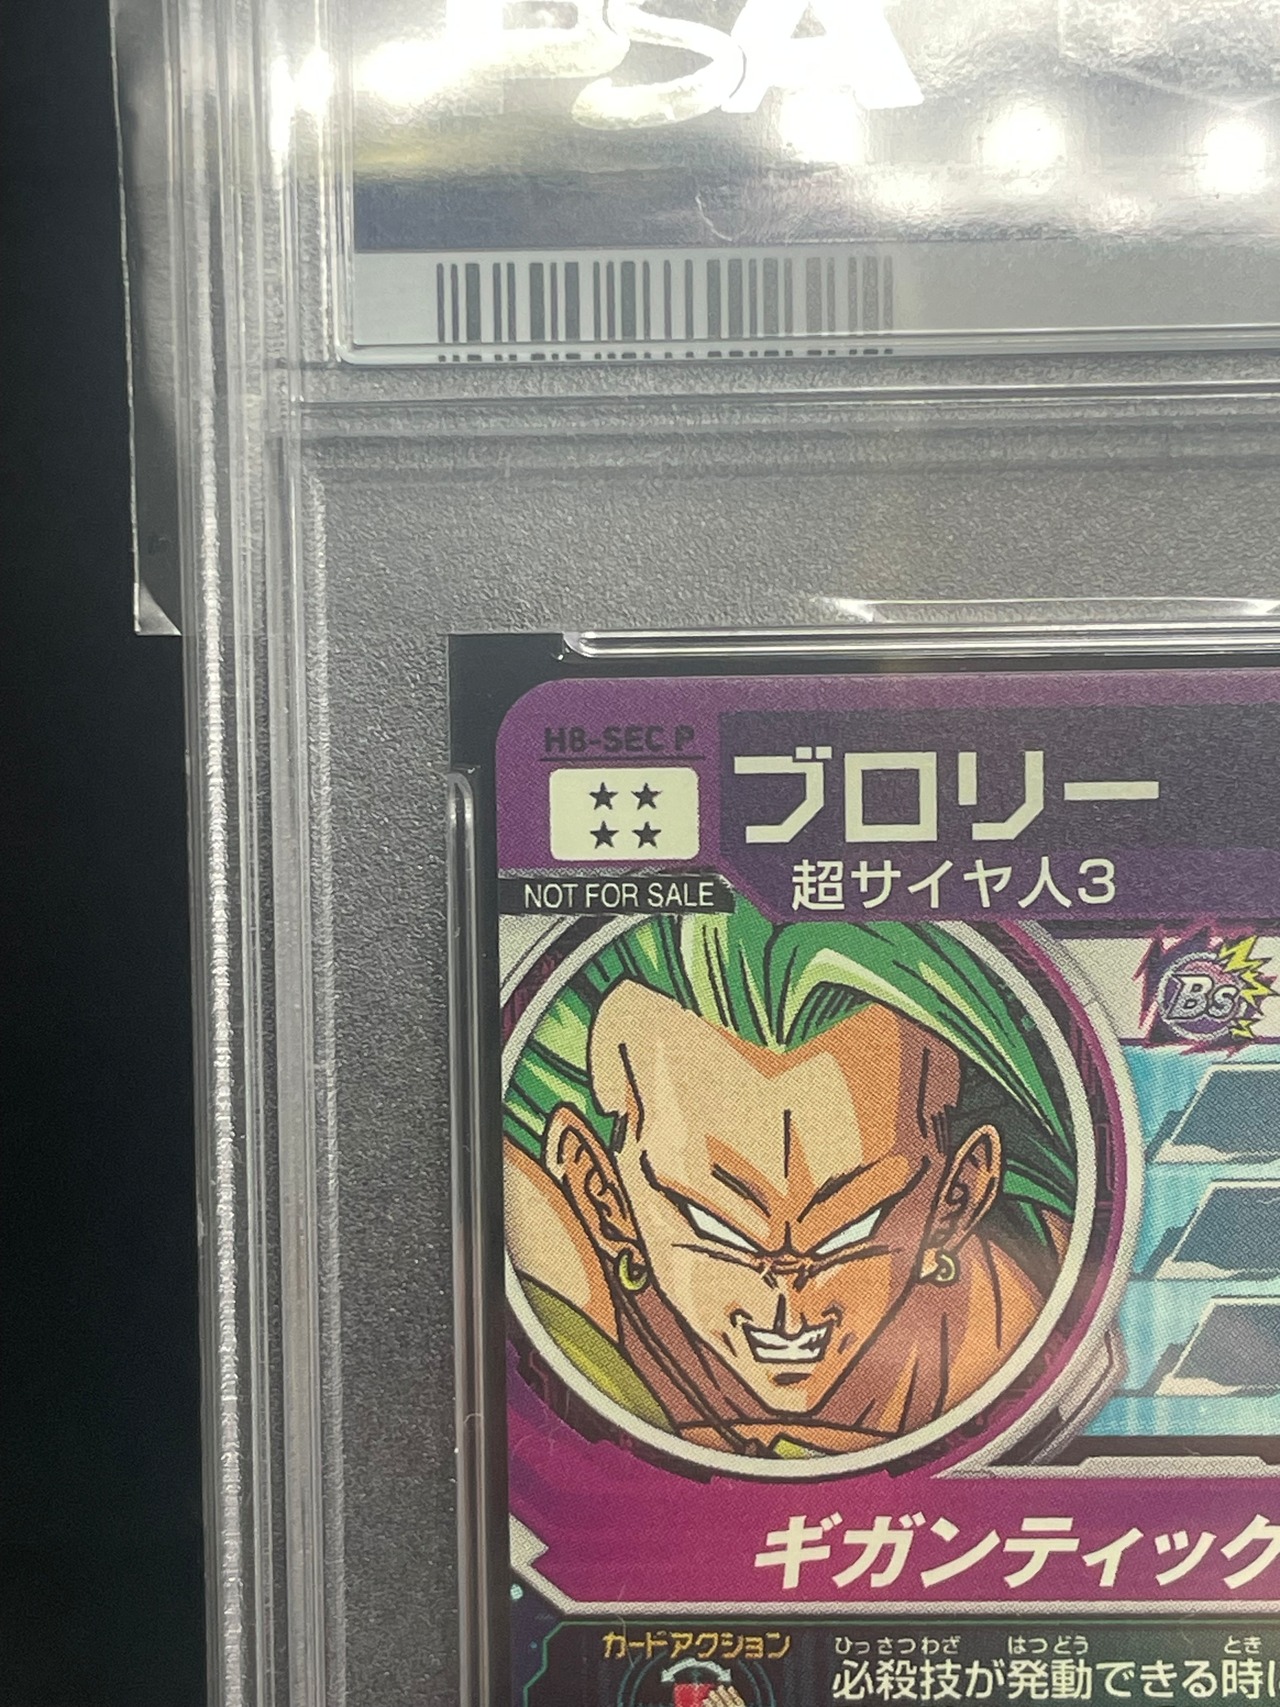 PSA
H8-SEC P
★★
★★
ブロリー
NOT FOR SALE
超サイヤ人3
Bs
ギガンティック
カードアクション
ひっさつわざ はつどう とき
必殺技が発動できる時に